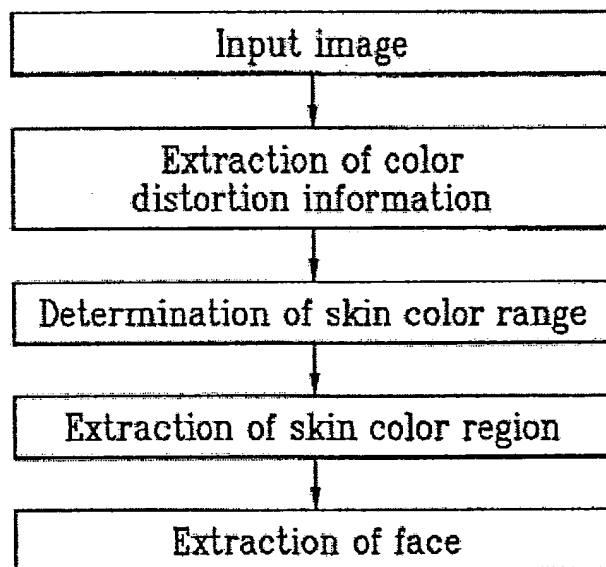 Input image
Extraction of color
distortion information
Determination of skin color range
Extraction of skin color region
Extraction of face